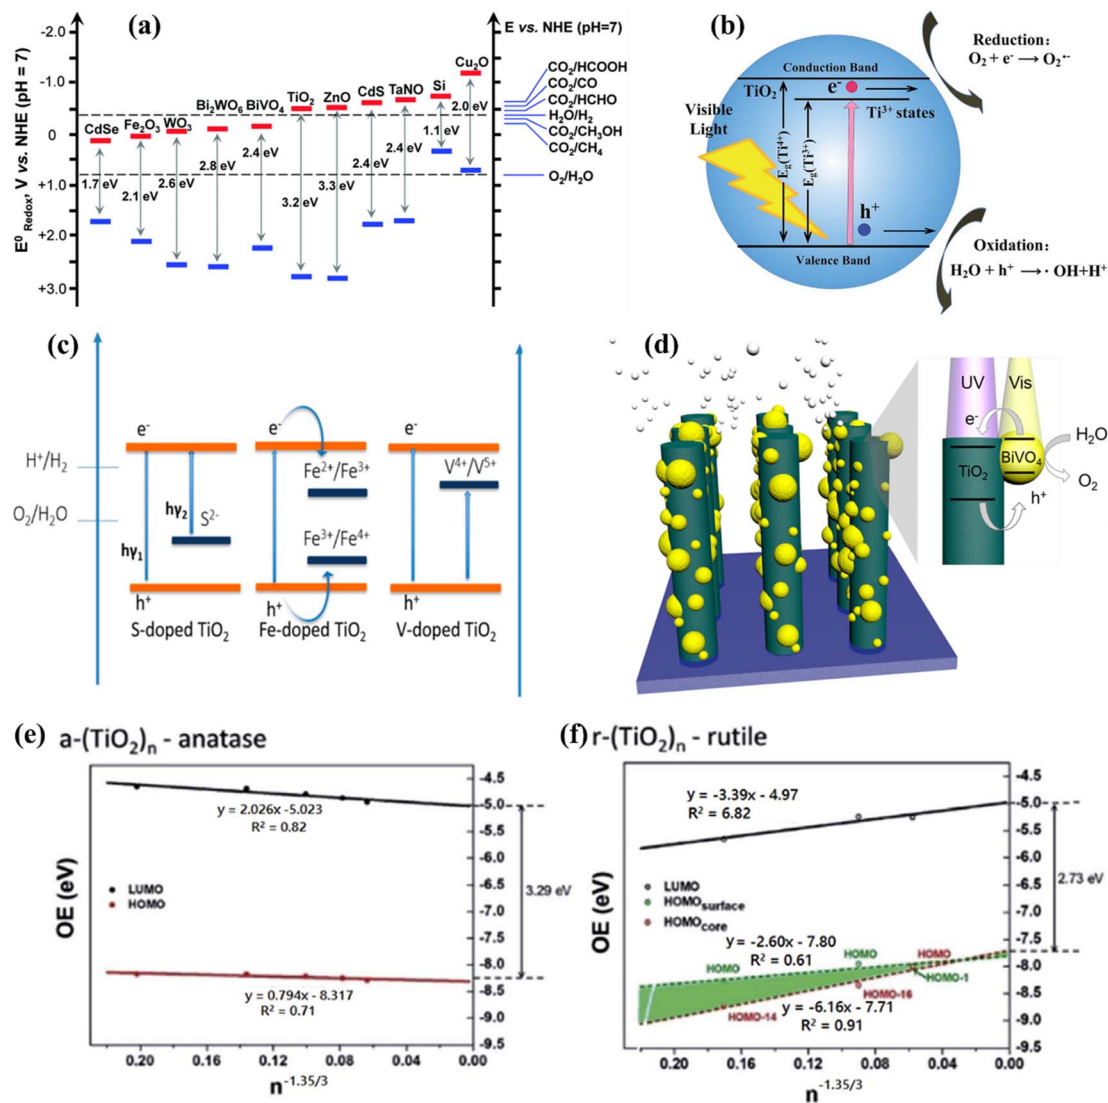 (a)
E vs. NHE (pH=7)
E⁰ Redox, V vs. NHE (pH = 7)
-2.0
-1.0
0
+1.0
+2.0
+3.0
CdSe
Fe₂O₃
WO₃
Bi₂WO₆
BiVO₄
TiO₂
ZnO
CdS
TaNO
Si
Cu₂O
1.7 eV
2.1 eV
2.6 eV
2.8 eV
2.4 eV
3.2 eV
3.3 eV
2.4 eV
2.4 eV
1.1 eV
2.0 eV
CO₂/HCOOH
CO₂/CO
CO₂/HCHO
H₂O/H₂
CO₂/CH₃OH
CO₂/CH₄
O₂/H₂O
(b)
Reduction:
O₂ + e⁻ → O₂•⁻
Conduction Band
TiO₂
e⁻
Ti³⁺ states
Visible
Light
Eg(Ti⁴⁺)
Eg(Ti³⁺)
h⁺
Valence Band
Oxidation:
H₂O + h⁺ → · OH+H⁺
(c)
H⁺/H₂
O₂/H₂O
e⁻
hγ₁
hγ₂
S²⁻
h⁺
S-doped TiO₂
e⁻
Fe²⁺/Fe³⁺
Fe³⁺/Fe⁴⁺
h⁺
Fe-doped TiO₂
e⁻
V⁴⁺/V⁵⁺
h⁺
V-doped TiO₂
(d)
UV
Vis
e⁻
H₂O
BiVO₄
TiO₂
O₂
h⁺
(e) a-(TiO₂)n - anatase
y = 2.026x -5.023
R² = 0.82
LUMO
HOMO
3.29 eV
y = 0.794x - 8.317
R² = 0.71
OE (eV)
-4.5
-5.0
-5.5
-6.0
-6.5
-7.0
-7.5
-8.0
-8.5
-9.0
-9.5
0.20
0.16
0.12
0.08
0.04
0.00
n^-1.35/3
(f) r-(TiO₂)n - rutile
y = -3.39x - 4.97
R² = 6.82
LUMO
HOMOsurface
HOMOcore
2.73 eV
y = -2.60x - 7.80
R² = 0.61
HOMO
HOMO
HOMO
HOMO-1
HOMO-16
HOMO-14
y = -6.16x - 7.71
R² = 0.91
OE (eV)
-4.5
-5.0
-5.5
-6.0
-6.5
-7.0
-7.5
-8.0
-8.5
-9.0
-9.5
0.20
0.16
0.12
0.08
0.04
0.00
n^-1.35/3